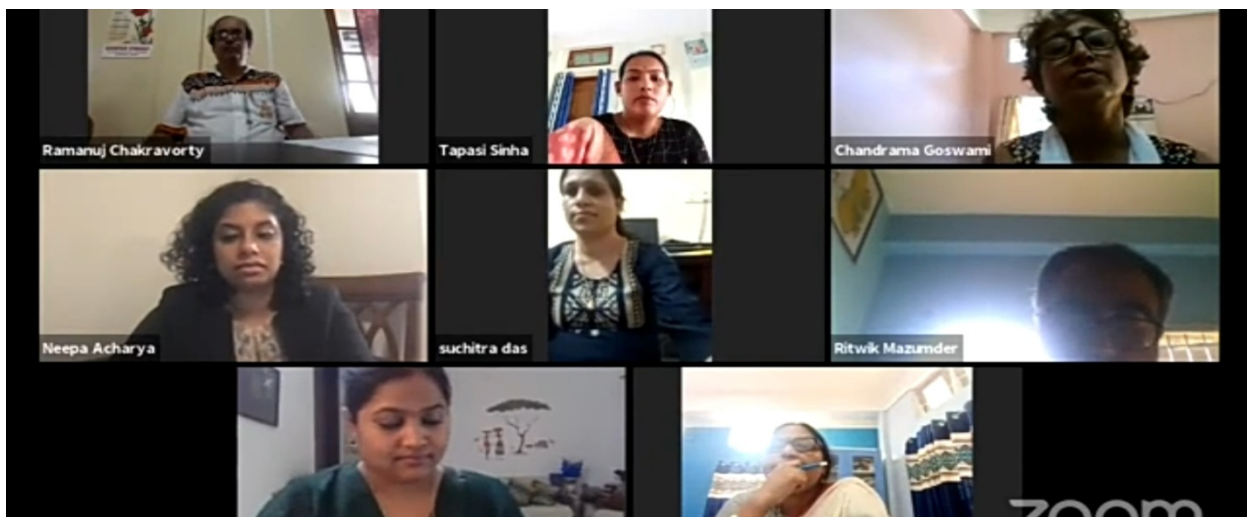 Ramanuj Chakravorty
Tapasi Sinha
Chandrama Goswami
Neepa Acharya
suchitra das
Ritwik Mazumder
zoom